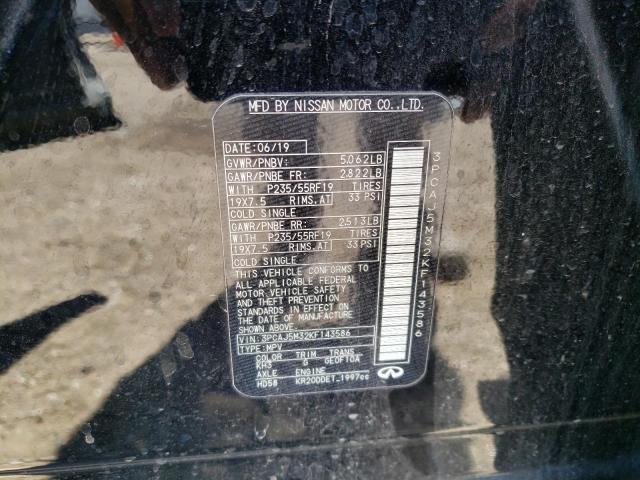 MFD BY NISSAN MOTOR CO.,LTD.
DATE: 06/19
GVWR/PNBV: 5,062LB
GAWR/PNBE FR: 2,822LB
WITH P235/55RF19 TIRES
19X7.5 RIMS,AT 33 PSI
COLD SINGLE
GAWR/PNBE RR: 2,513LB
WITH P235/55RF19 TIRES
19X7.5 RIMS,AT 33 PSI
COLD SINGLE
THIS VEHICLE CONFORMS TO
ALL APPLICABLE FEDERAL
MOTOR VEHICLE SAFETY
AND THEFT PREVENTION
STANDARDS IN EFFECT ON
THE DATE OF MANUFACTURE
SHOWN ABOVE.
VIN: 3PCAJ5M32KF143586
TYPE: MPV
COLOR TRIM TRANS
KH3 G GE0F10A
AXLE ENGINE
HD58 KR20DDET 1997cc
3PCAJ5M32KF143586